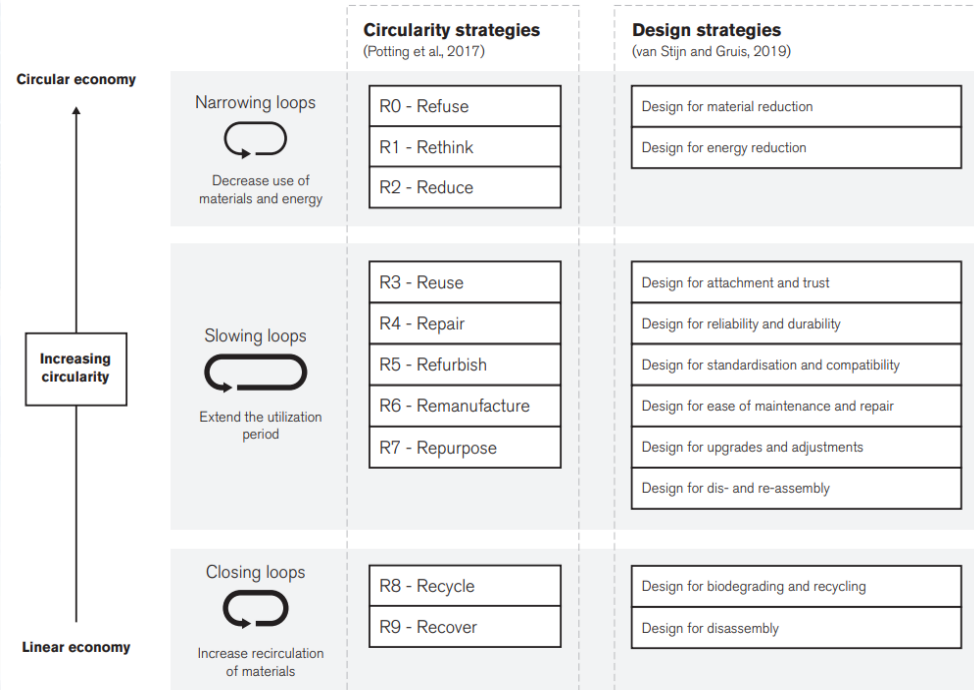 Circularity strategies
(Potting et al., 2017)
Design strategies
(van Stijn and Gruis, 2019)
Circular economy
Increasing
circularity
Linear economy
Narrowing loops
Decrease use of
materials and energy
R0 - Refuse
R1 - Rethink
R2 - Reduce
Design for material reduction
Design for energy reduction
Slowing loops
Extend the utilization
period
R3 - Reuse
R4 - Repair
R5 - Refurbish
R6 - Remanufacture
R7 - Repurpose
Design for attachment and trust
Design for reliability and durability
Design for standardisation and compatibility
Design for ease of maintenance and repair
Design for upgrades and adjustments
Design for dis- and re-assembly
Closing loops
Increase recirculation
of materials
R8 - Recycle
R9 - Recover
Design for biodegrading and recycling
Design for disassembly